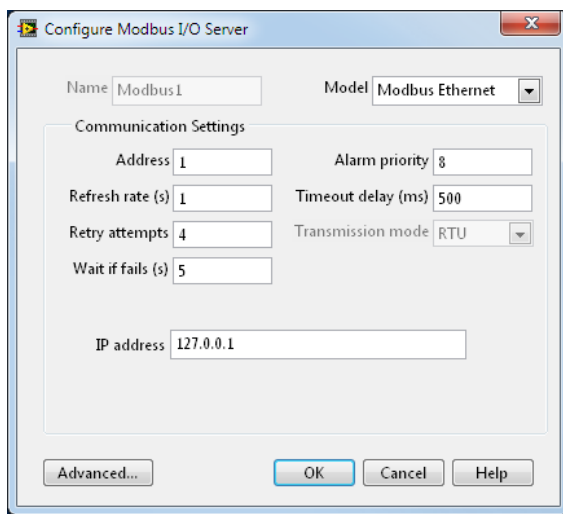 Configure Modbus I/O Server
Name Modbus1 Model Modbus Ethernet
Communication Settings
Address 1 Alarm priority 8
Refresh rate (s) 1 Timeout delay (ms) 500
Retry attempts 4 Transmission mode RTU
Wait if fails (s) 5
IP address 127.0.0.1
Advanced... OK Cancel Help